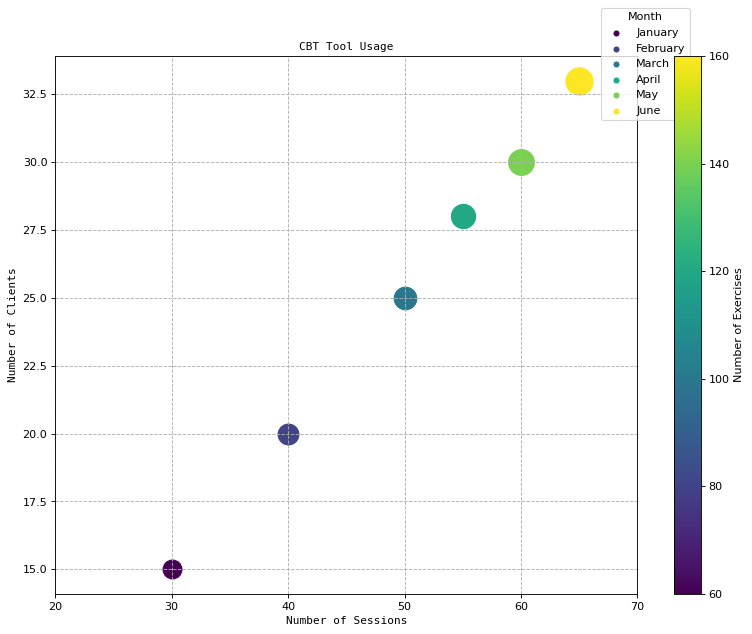 Month
January
February
March
April
May
June
CBT Tool Usage
Number of Clients
32.5
30.0
27.5
25.0
22.5
20.0
17.5
15.0
20 30 40 50 60 70
Number of Sessions
160
140
120
100
80
60
Number of Exercises